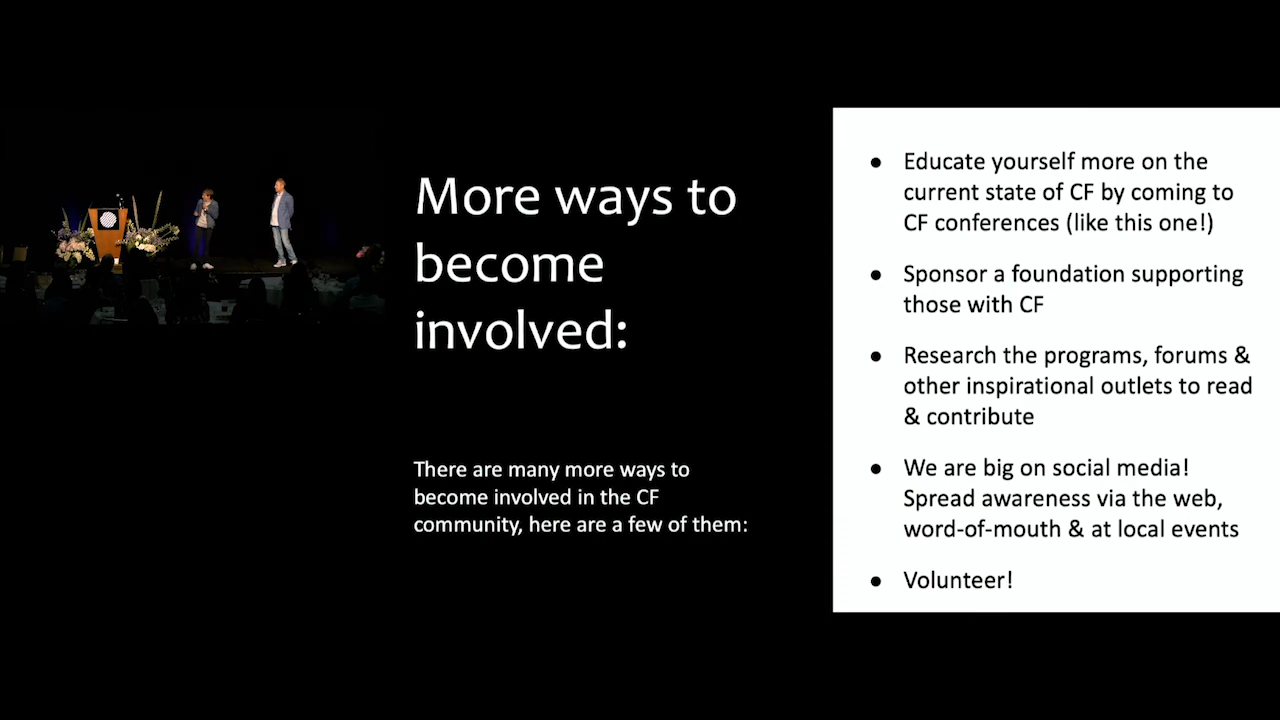 More ways to
become
involved:
There are many more ways to
become involved in the CF
community, here are a few of them:
● Educate yourself more on the
current state of CF by coming to
CF conferences (like this one!)
● Sponsor a foundation supporting
those with CF
● Research the programs, forums &
other inspirational outlets to read
& contribute
● We are big on social media!
Spread awareness via the web,
word-of-mouth & at local events
● Volunteer!